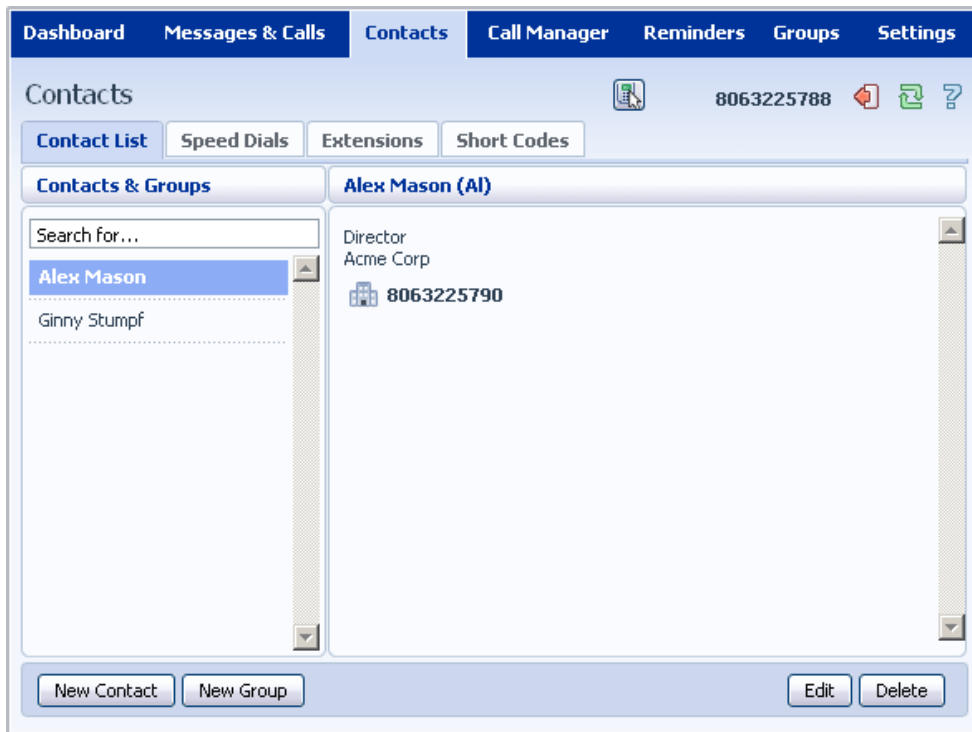 Dashboard Messages & Calls Contacts Call Manager Reminders Groups Settings
Contacts 8063225788
Contact List Speed Dials Extensions Short Codes
Contacts & Groups
Search for...
Alex Mason
Ginny Stumpf
Alex Mason (Al)
Director
Acme Corp
8063225790
New Contact New Group Edit Delete